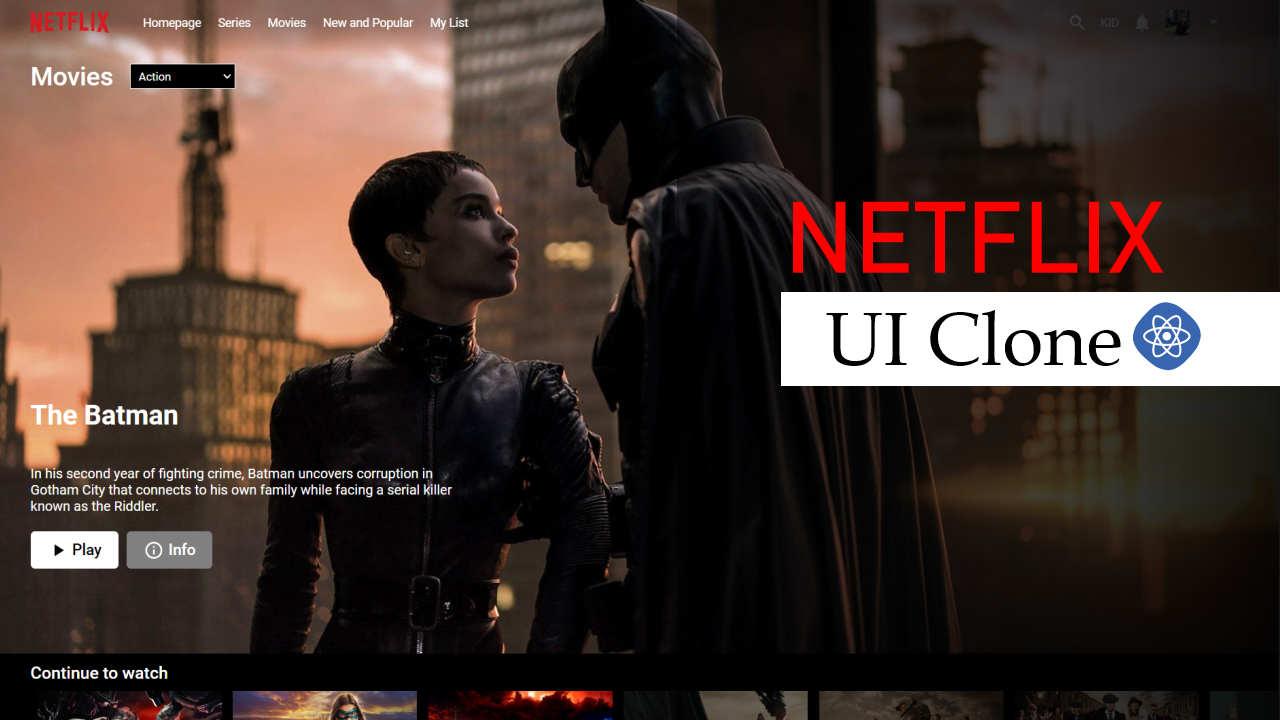 NETFLIX Homepage Series Movies New and Popular My List KID
Movies Action
NETFLIX
UI Clone
The Batman
In his second year of fighting crime, Batman uncovers corruption in
Gotham City that connects to his own family while facing a serial killer
known as the Riddler.
Play Info
Continue to watch